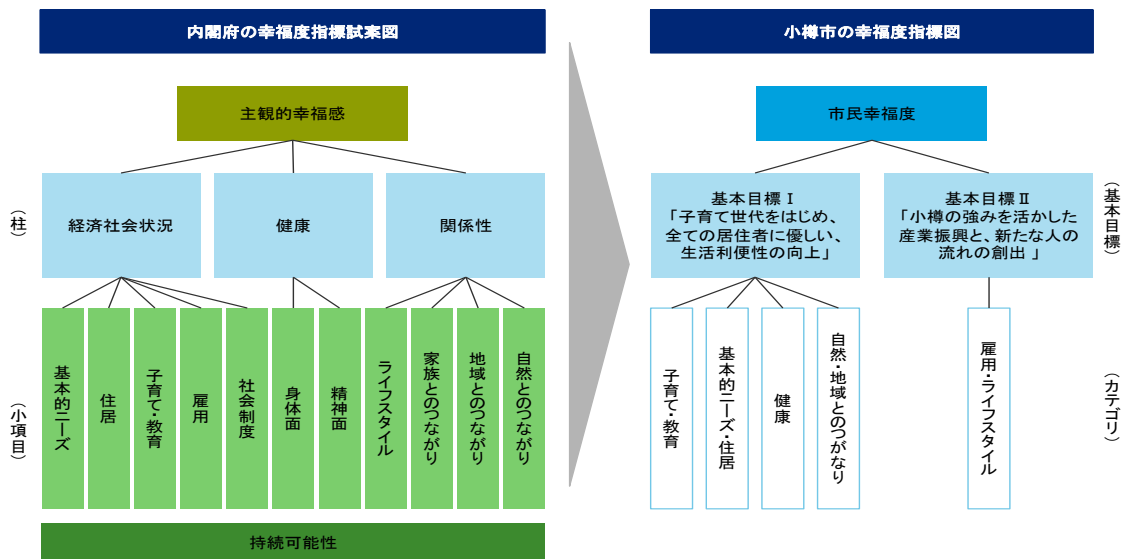 内閣府の幸福度指標試案図
主観的幸福感
(柱)
経済社会状況
健康
関係性
(小項目)
基本的ニーズ
住居
子育て・教育
雇用
社会制度
身体面
精神面
ライフスタイル
家族とのつながり
地域とのつながり
自然とのつながり
持続可能性
小樽市の幸福度指標図
市民幸福度
基本目標Ⅰ
「子育て世代をはじめ、
全ての居住者に優しい、
生活利便性の向上」
基本目標Ⅱ
「小樽の強みを活かした
産業振興と、新たな人の
流れの創出 」
(基本目標)
子育て・教育
基本的ニーズ・住居
健康
自然・地域とのつがなり
雇用・ライフスタイル
(カテゴリ)